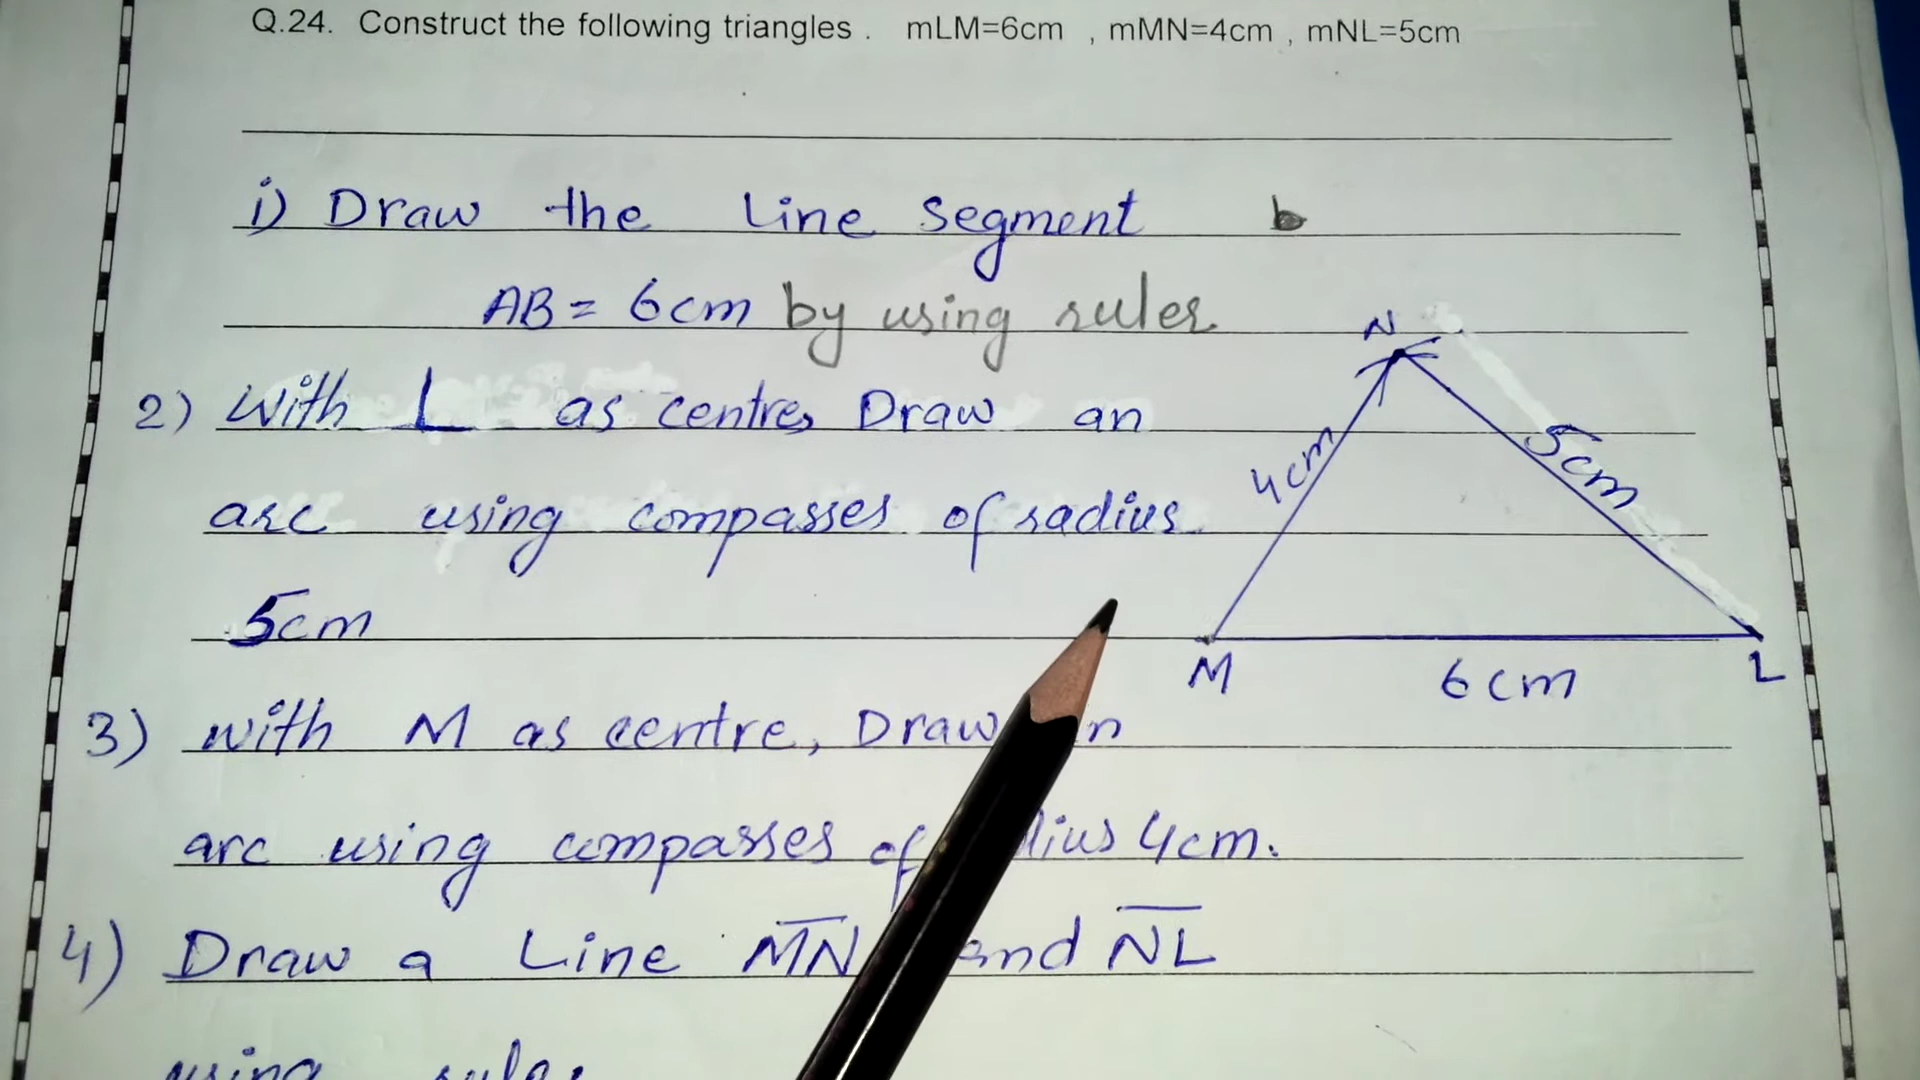 Q.24. Construct the following triangles . mLM=6cm , mMN=4cm , mNL=5cm
i) Draw the Line segment b
AB = 6cm by using ruler
2) With L as centre, Draw an
arc using compasses of radius
5cm
3) with M as centre, Draw
arc using compasses of 4cm.
4) Draw a Line MN and NL
using
N
4cm
5cm
M
6cm
L